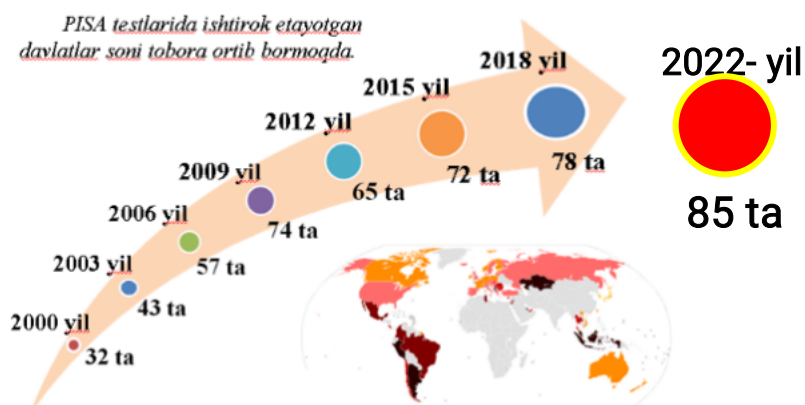 PISA testlarida ishtirok etayotgan
davlatlar soni tobora ortib bormoqda.
2000 yil
32 ta
2003 yil
43 ta
2006 yil
57 ta
2009 yil
74 ta
2012 yil
65 ta
2015 yil
72 ta
2018 yil
78 ta
2022- yil
85 ta